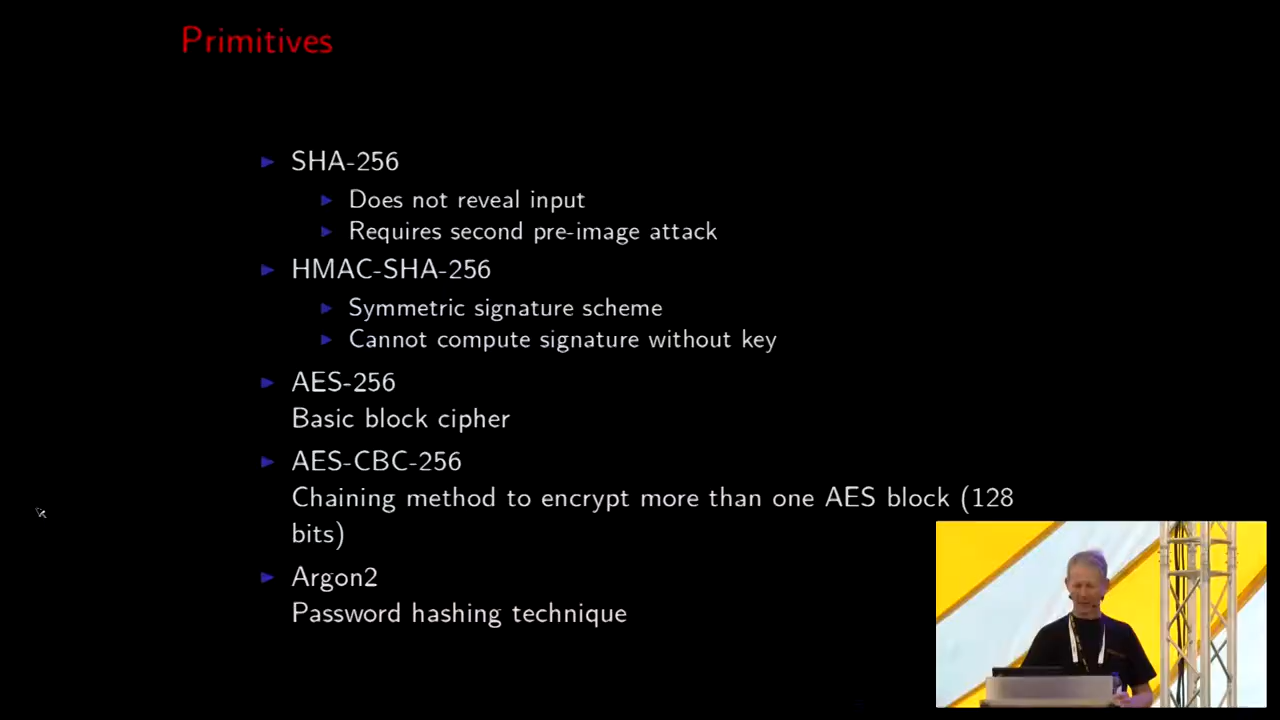 Primitives
SHA-256
Does not reveal input
Requires second pre-image attack
HMAC-SHA-256
Symmetric signature scheme
Cannot compute signature without key
AES-256
Basic block cipher
AES-CBC-256
Chaining method to encrypt more than one AES block (128
bits)
Argon2
Password hashing technique